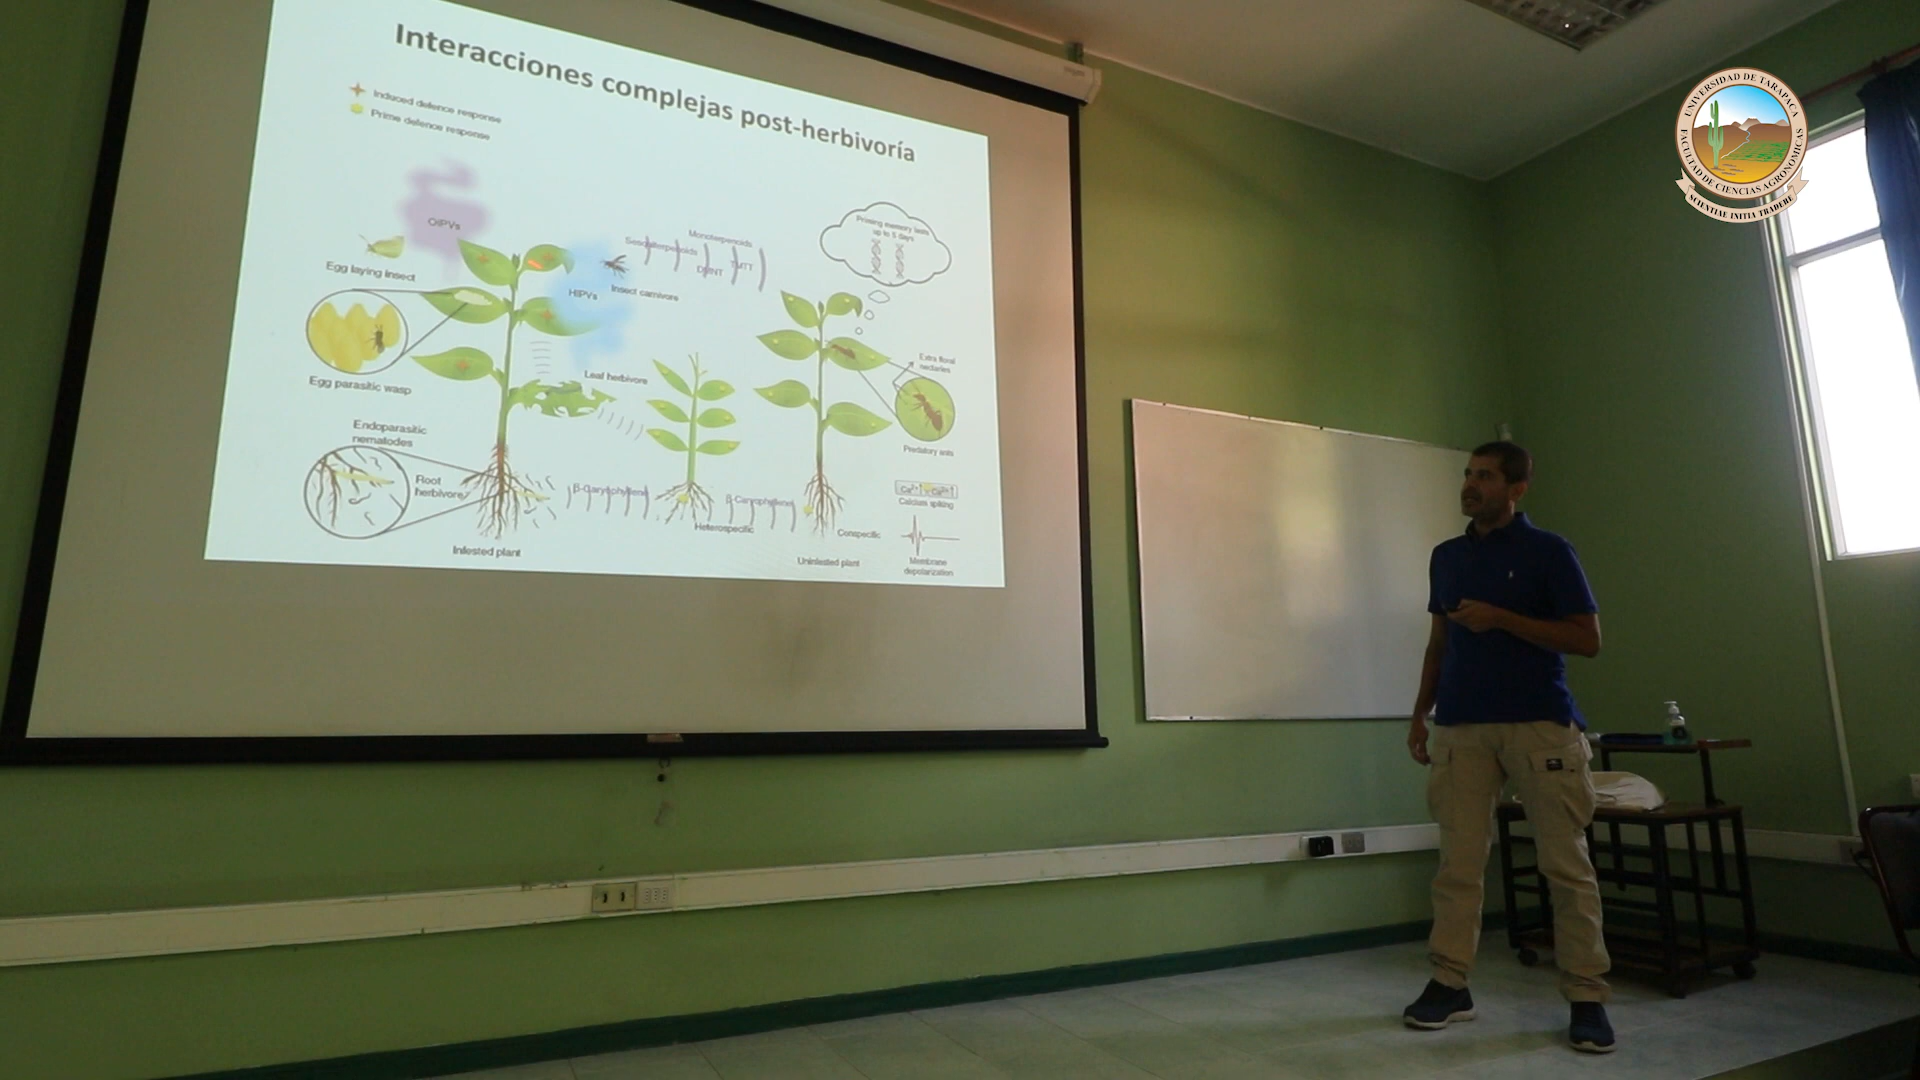 Interacciones complejas post-herbivoría
Induced defence response
Prime defence response
OIPVs
Egg laying insect
Egg parasitic wasp
Endoparasitic
nematodes
Root
herbivore
Infested plant
HIPVs
Insect carnivore
Sesquiterpenoids
Monoterpenoids
DMNT
TMTT
Leaf herbivore
β-Caryophyllene
β-Caryophyllene
Heterospecific
Conspecific
Uninfested plant
Priming memory lasts
up to 5 days
Extra floral
nectaries
Predatory ants
Calcium spiking
Membrane
depolarization
UNIVERSIDAD DE TARAPACA
FACULTAD DE CIENCIAS AGRONOMICAS
SCIENTIAE INITIA TRADERE